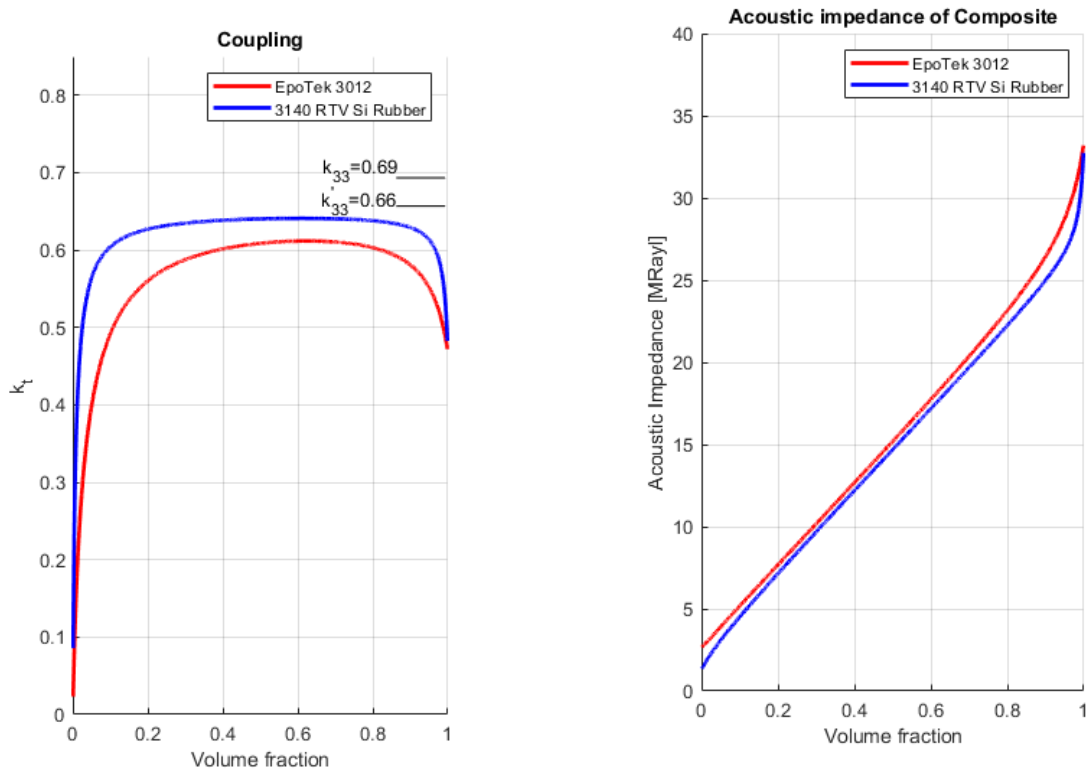 Coupling
EpoTek 3012
3140 RTV Si Rubber
k33=0.69
k'33=0.66
0.8
0.7
0.6
0.5
0.4
0.3
0.2
0.1
0
kt
0
0.2
0.4
0.6
0.8
1
Volume fraction
Acoustic impedance of Composite
EpoTek 3012
3140 RTV Si Rubber
40
35
30
25
20
15
10
5
0
Acoustic Impedance [MRayl]
0
0.2
0.4
0.6
0.8
1
Volume fraction